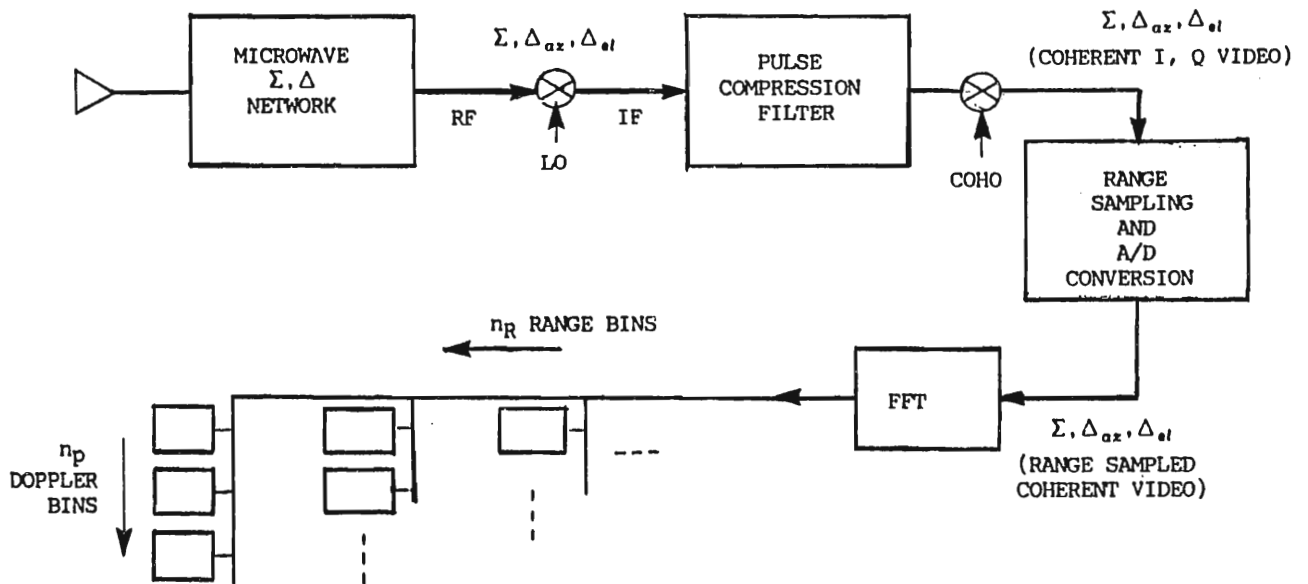 MICROWAVE
Σ, Δ
NETWORK
RF
Σ, Δaz, Δel
LO
IF
PULSE
COMPRESSION
FILTER
COHO
Σ, Δaz, Δel
(COHERENT I, Q VIDEO)
RANGE
SAMPLING
AND
A/D
CONVERSION
nR RANGE BINS
FFT
Σ, Δaz, Δel
(RANGE SAMPLED
COHERENT VIDEO)
np
DOPPLER
BINS